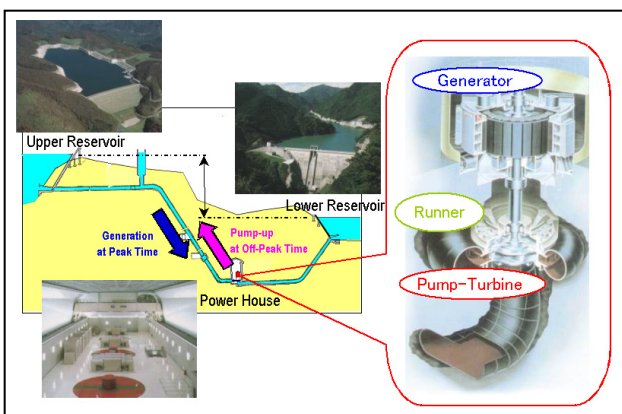 Upper Reservoir
Lower Reservoir
Generation
at Peak Time
Pump-up
at Off-Peak Time
Power House
Generator
Runner
Pump-Turbine